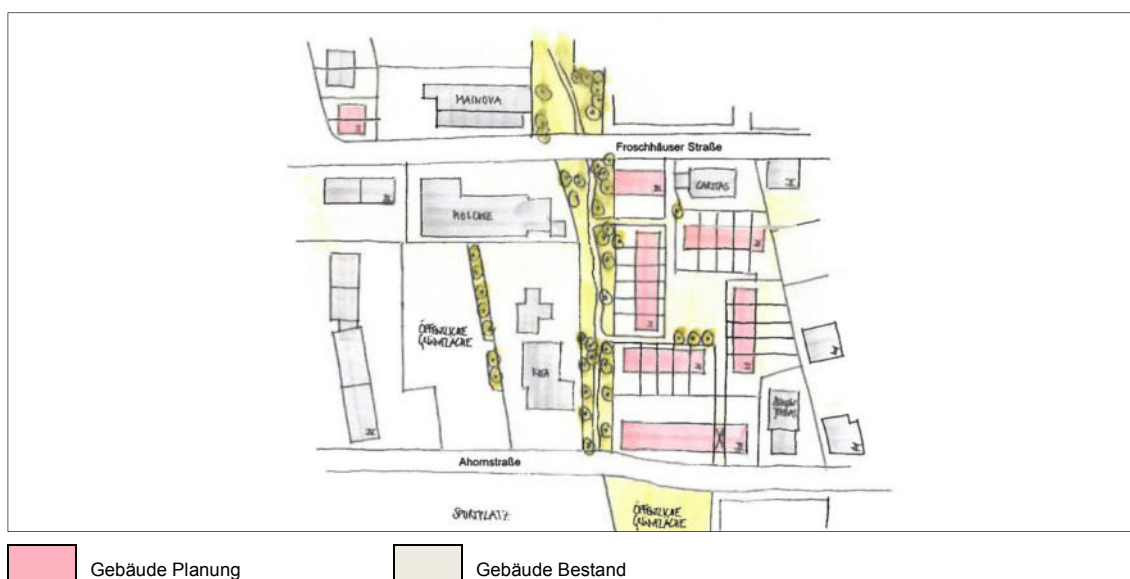 MAINOVA
Froschhäuser Straße
CARITAS
MOSCHEE
ÖFFENTLICHE
GRÜNFLÄCHE
KITA
Ahornstraße
SPORTPLATZ
ÖFFENTLICHE
GRÜNFLÄCHE
Gebäude Planung
Gebäude Bestand